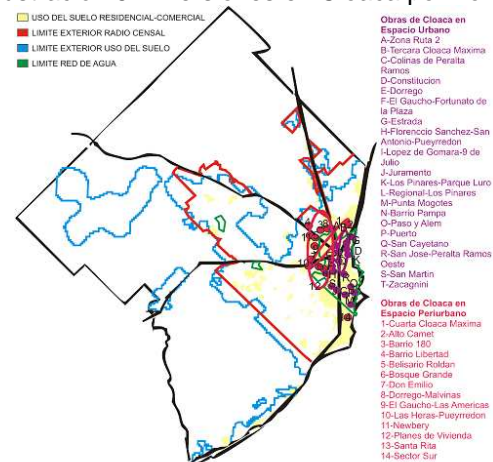 USO DEL SUELO RESIDENCIAL-COMERCIAL
LIMITE EXTERIOR RADIO CENSAL
LIMITE EXTERIOR USO DEL SUELO
LIMITE RED DE AGUA
Obras de Cloaca en
Espacio Urbano
A-Zona Ruta 2
B-Tercara Cloaca Maxima
C-Colinas de Peralta
Ramos
D-Constitucion
E-Dorrego
F-El Gaucho-Fortunato de
la Plaza
G-Estrada
H-Florenccio Sanchez-San
Antonio-Pueyrredon
I-Lopez de Gomara-9 de
Julio
J-Juramento
K-Los Pinares-Parque Luro
L-Regional-Los Pinares
M-Punta Mogotes
N-Barrio Pampa
O-Paso y Alem
P-Puerto
Q-San Cayetano
R-San Jose-Peralta Ramos
Oeste
S-San Martin
T-Zacagnini
Obras de Cloaca en
Espacio Periurbano
1-Cuarta Cloaca Maxima
2-Alto Camet
3-Barrio 180
4-Barrio Libertad
5-Belisario Roldan
6-Bosque Grande
7-Don Emilio
8-Dorrego-Malvinas
9-El Gaucho-Las Americas
10-Las Heras-Pueyrredon
11-Newbery
12-Planes de Vivienda
13-Santa Rita
14-Sector Sur